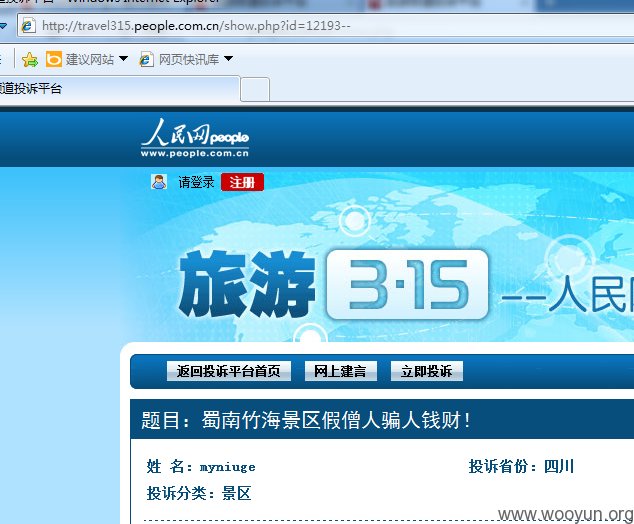 Windows Internet Explorer
http://travel315.people.com.cn/show.php?id=12193--
建议网站 网页快讯库
道投诉平台
人民网 people
www.people.com.cn
请登录 注册
旅游 3·15 --人民
返回投诉平台首页 网上建言 立即投诉
题目：蜀南竹海景区假僧人骗人钱财！
姓 名：myniuge 投诉省份：四川
投诉分类：景区
www.wooyun.org